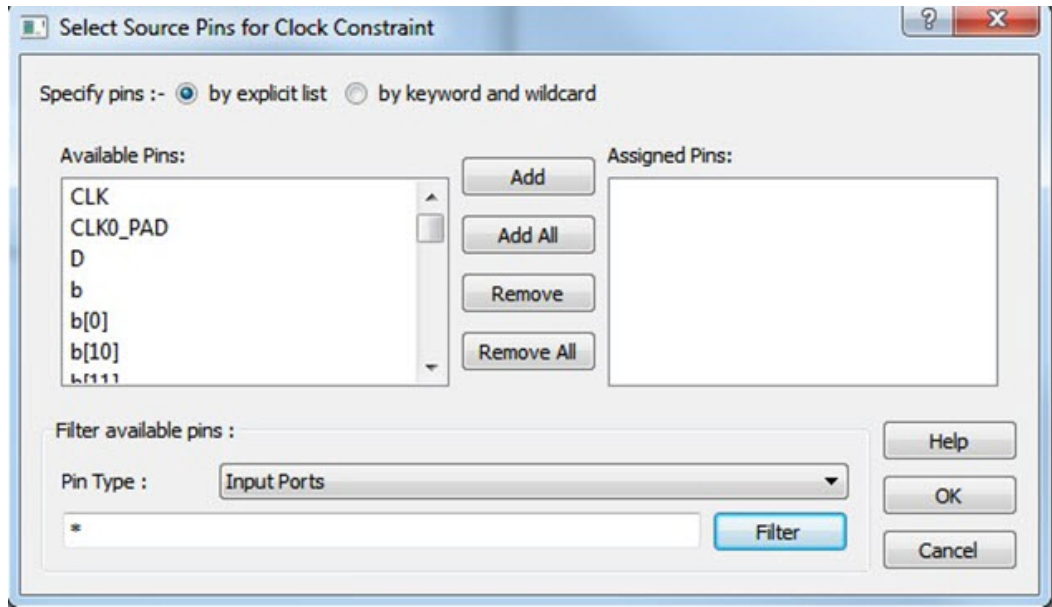 Select Source Pins for Clock Constraint
Specify pins :- by explicit list by keyword and wildcard
Available Pins:
CLK
CLK0_PAD
D
b
b[0]
b[10]
b[11]
Add
Add All
Remove
Remove All
Assigned Pins:
Filter available pins :
Pin Type :
Input Ports
*
Filter
Help
OK
Cancel